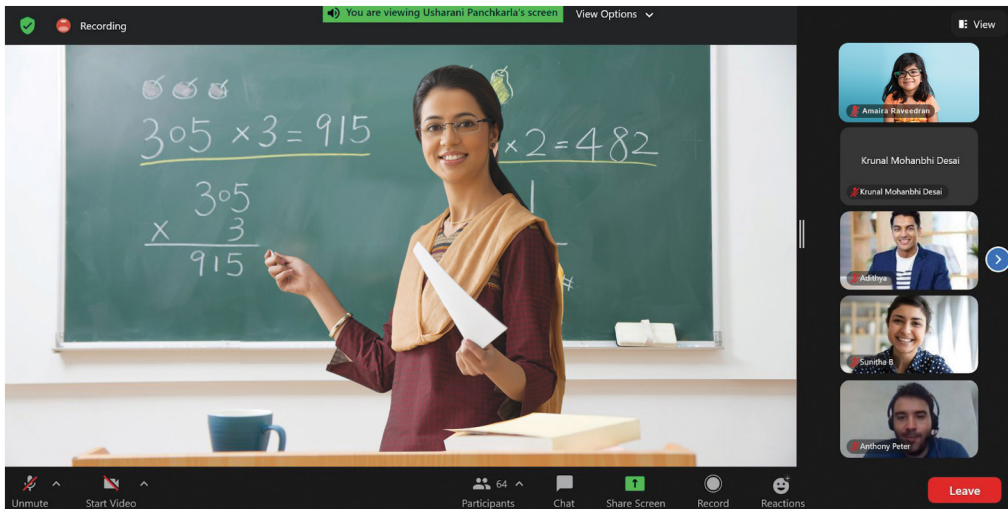 Recording
You are viewing Usharani Panchkarla's screen
View Options
View
305 × 3 = 915
× 2 = 482
305
× 3
915
1
Amaira Raveedran
Krunal Mohanbhi Desai
Krunal Mohanbhi Desai
Adithya
Sunitha B
Anthony Peter
Unmute
Start Video
64
Participants
Chat
Share Screen
Record
Reactions
Leave